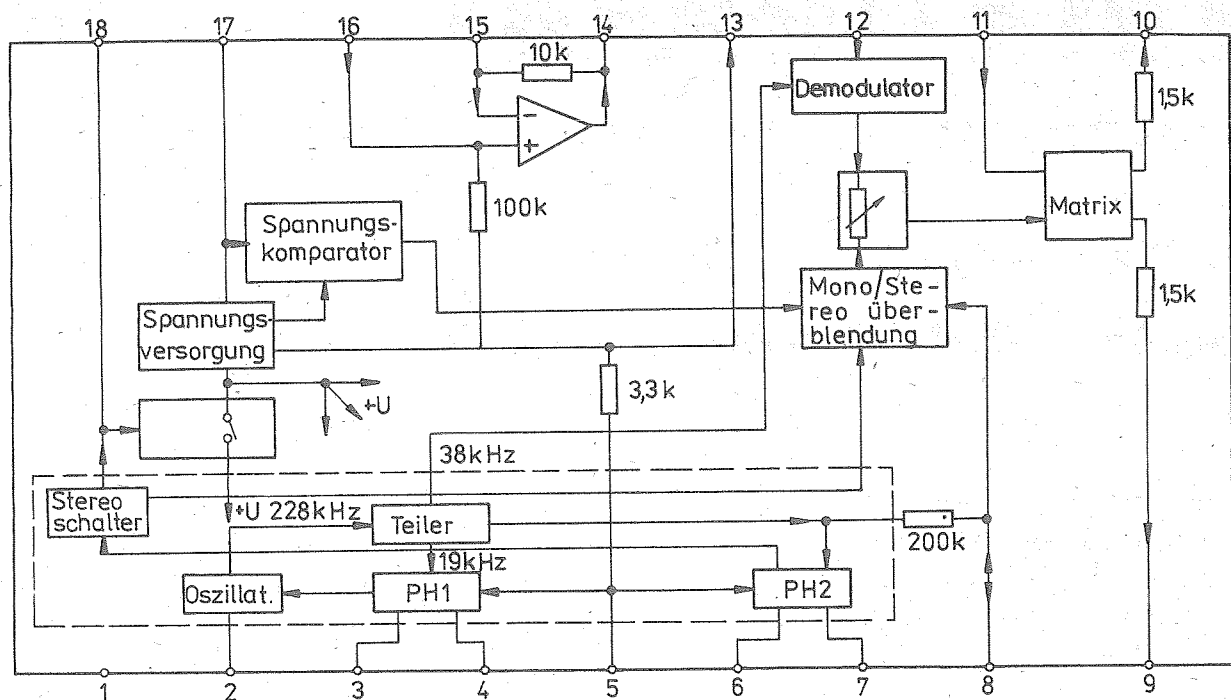 18 17 16 15 14 13 12 11 10
10k
Demodulator
1,5k
−
+
100k
Matrix
Spannungs-
komparator
Mono/Ste-
reo über-
blendung
1,5k
Spannungs-
versorgung
3,3k
+U
38kHz
Stereo
schalter
+U 228kHz
Teiler
200k
19kHz
Oszillat.
PH1
PH2
1 2 3 4 5 6 7 8 9